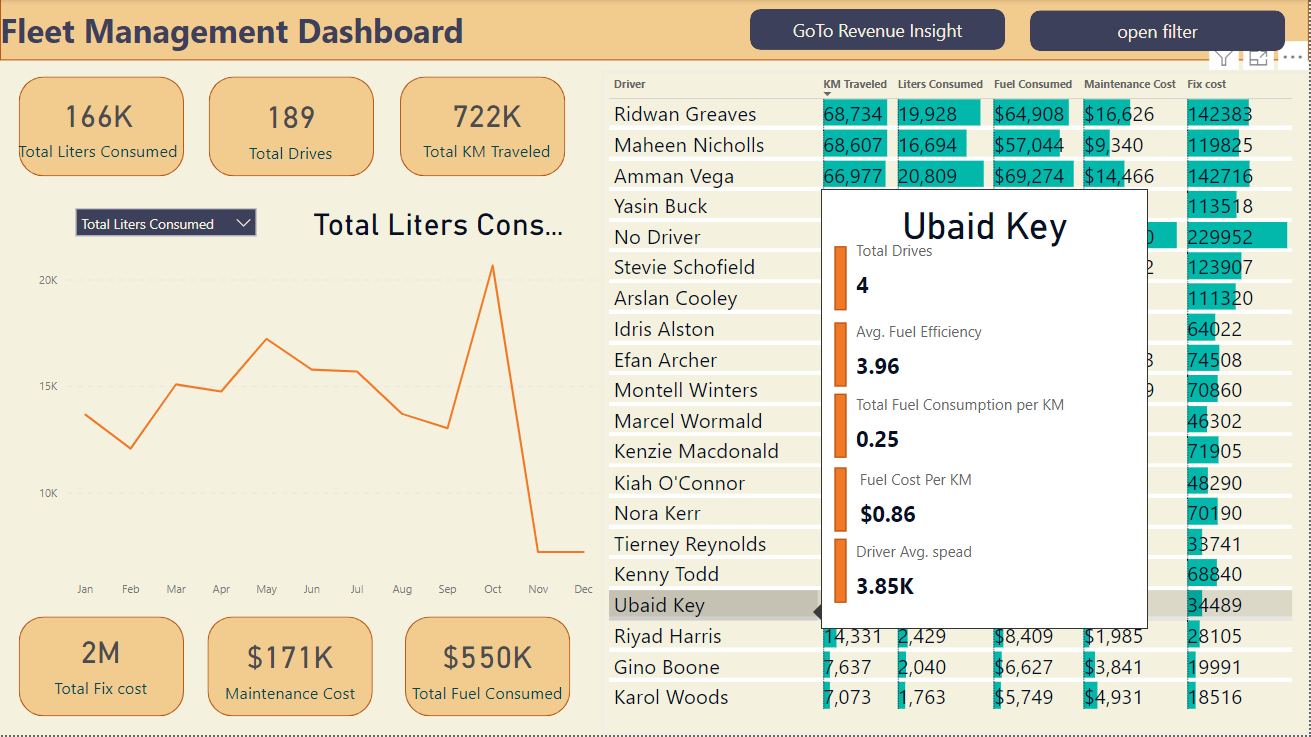 Fleet Management Dashboard
GoTo Revenue Insight
open filter
166K
Total Liters Consumed
189
Total Drives
722K
Total KM Traveled
Total Liters Consumed
Total Liters Cons...
20K
15K
10K
Jan Feb Mar Apr May Jun Jul Aug Sep Oct Nov Dec
2M
Total Fix cost
$171K
Maintenance Cost
$550K
Total Fuel Consumed
Driver KM Traveled Liters Consumed Fuel Consumed Maintenance Cost Fix cost
Ridwan Greaves 68,734 19,928 $64,908 $16,626 142383
Maheen Nicholls 68,607 16,694 $57,044 $9,340 119825
Amman Vega 66,977 20,809 $69,274 $14,466 142716
Yasin Buck 113518
No Driver 0 229952
Stevie Schofield 2 123907
Arslan Cooley 111320
Idris Alston 64022
Efan Archer 3 74508
Montell Winters 9 70860
Marcel Wormald 46302
Kenzie Macdonald 71905
Kiah O'Connor 48290
Nora Kerr 70190
Tierney Reynolds 33741
Kenny Todd 68840
Ubaid Key 34489
Riyad Harris 14,331 2,429 $8,409 $1,985 28105
Gino Boone 7,637 2,040 $6,627 $3,841 19991
Karol Woods 7,073 1,763 $5,749 $4,931 18516
Ubaid Key
Total Drives
4
Avg. Fuel Efficiency
3.96
Total Fuel Consumption per KM
0.25
Fuel Cost Per KM
$0.86
Driver Avg. spead
3.85K